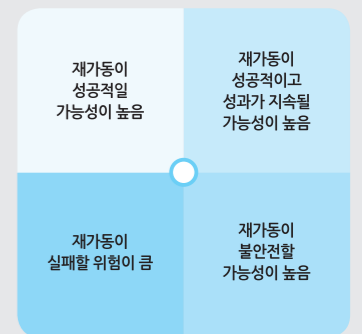 재가동이
성공적일
가능성이 높음
재가동이
성공적이고
성과가 지속될
가능성이 높음
재가동이
실패할 위험이 큼
재가동이
불안전할
가능성이 높음